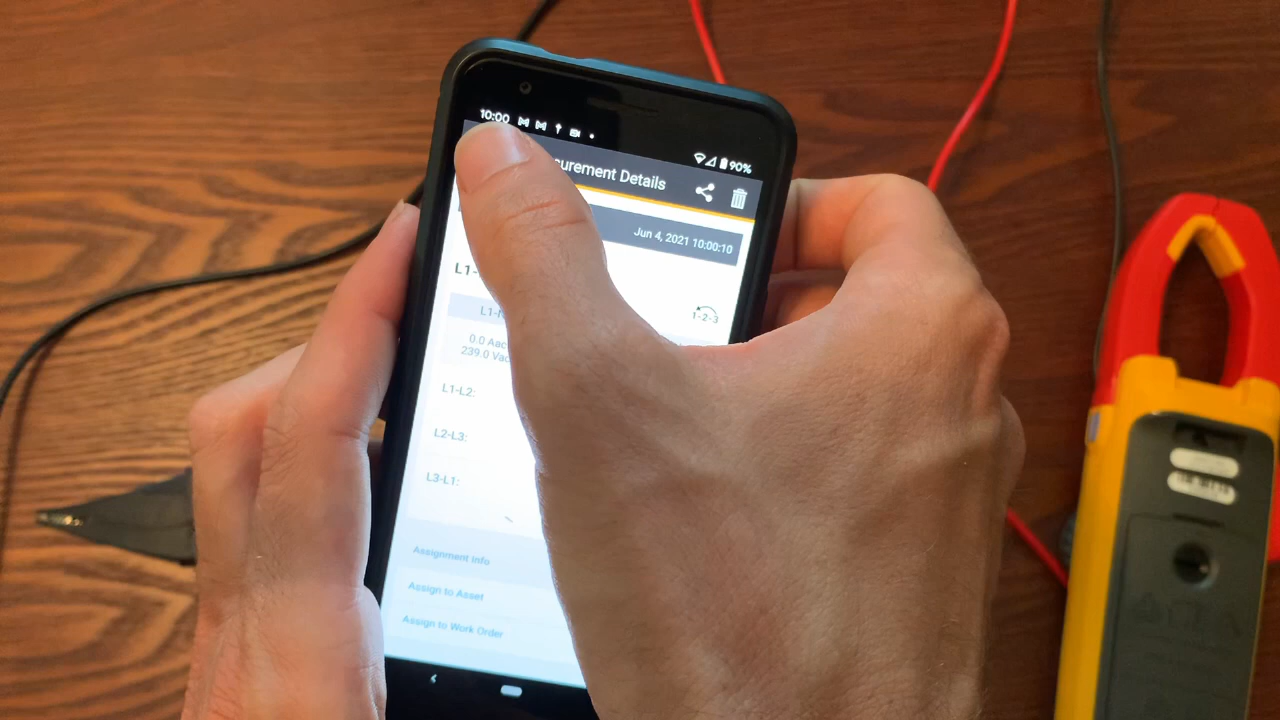 10:00
90%
urement Details
Jun 4, 2021 10:00:10
L1-
1-2-3
0.0 Aac
239.0 Vac
L1-L2:
L2-L3:
L3-L1:
Assignment Info
Assign to Asset
Assign to Work Order